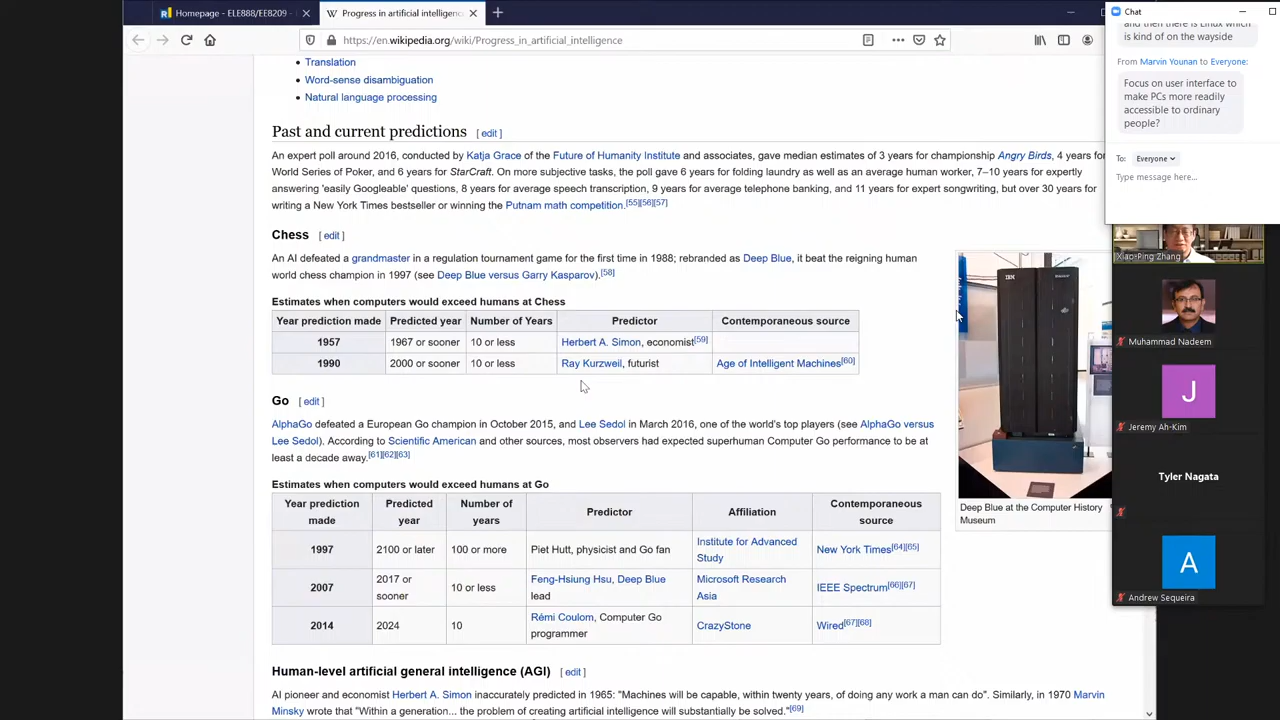 Homepage - ELE888/EE8209 -
Progress in artificial intelligenc
Chat
https://en.wikipedia.org/wiki/Progress_in_artificial_intelligence
and then there is Linux which
is kind of on the wayside
From Marvin Younan to Everyone:
Focus on user interface to
make PCs more readily
accessible to ordinary
people?
To: Everyone
Type message here...
Translation
Word-sense disambiguation
Natural language processing
Past and current predictions [ edit ]
An expert poll around 2016, conducted by Katja Grace of the Future of Humanity Institute and associates, gave median estimates of 3 years for championship Angry Birds, 4 years for
World Series of Poker, and 6 years for StarCraft. On more subjective tasks, the poll gave 6 years for folding laundry as well as an average human worker, 7–10 years for expertly
answering 'easily Googleable' questions, 8 years for average speech transcription, 9 years for average telephone banking, and 11 years for expert songwriting, but over 30 years for
writing a New York Times bestseller or winning the Putnam math competition.[55][56][57]
Chess [ edit ]
An AI defeated a grandmaster in a regulation tournament game for the first time in 1988; rebranded as Deep Blue, it beat the reigning human
world chess champion in 1997 (see Deep Blue versus Garry Kasparov).[58]
Estimates when computers would exceed humans at Chess
Year prediction made Predicted year Number of Years Predictor Contemporaneous source
1957 1967 or sooner 10 or less Herbert A. Simon, economist[59]
1990 2000 or sooner 10 or less Ray Kurzweil, futurist Age of Intelligent Machines[60]
Go [ edit ]
AlphaGo defeated a European Go champion in October 2015, and Lee Sedol in March 2016, one of the world's top players (see AlphaGo versus
Lee Sedol). According to Scientific American and other sources, most observers had expected superhuman Computer Go performance to be at
least a decade away.[61][62][63]
Estimates when computers would exceed humans at Go
Year prediction made Predicted year Number of years Predictor Affiliation Contemporaneous source
1997 2100 or later 100 or more Piet Hutt, physicist and Go fan Institute for Advanced Study New York Times[64][65]
2007 2017 or sooner 10 or less Feng-Hsiung Hsu, Deep Blue lead Microsoft Research Asia IEEE Spectrum[66][67]
2014 2024 10 Rémi Coulom, Computer Go programmer CrazyStone Wired[67][68]
IBM
Deep Blue at the Computer History
Museum
Human-level artificial general intelligence (AGI) [ edit ]
AI pioneer and economist Herbert A. Simon inaccurately predicted in 1965: "Machines will be capable, within twenty years, of doing any work a man can do". Similarly, in 1970 Marvin
Minsky wrote that "Within a generation... the problem of creating artificial intelligence will substantially be solved."[69]
Xiao-Ping Zhang
Muhammad Nadeem
J
Jeremy Ah-Kim
Tyler Nagata
A
Andrew Sequeira